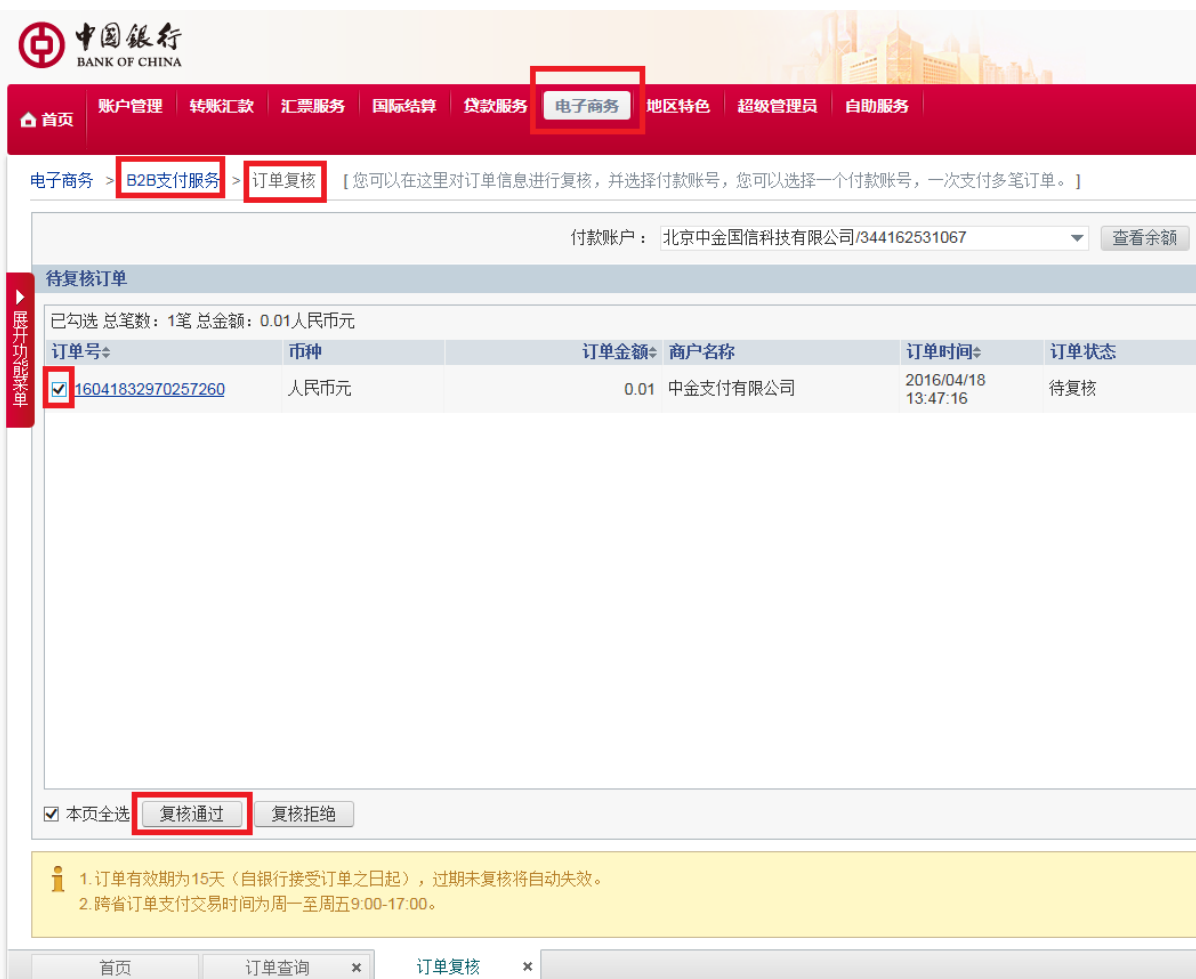 中國銀行
BANK OF CHINA
首页 账户管理 转账汇款 汇票服务 国际结算 贷款服务 电子商务 地区特色 超级管理员 自助服务
电子商务 > B2B支付服务 > 订单复核 [ 您可以在这里对订单信息进行复核，并选择付款账号，您可以选择一个付款账号，一次支付多笔订单。]
付款账户： 北京中金国信科技有限公司/344162531067 查看余额
待复核订单
展开功能菜单
已勾选 总笔数：1笔 总金额：0.01人民币元
订单号 币种 订单金额 商户名称 订单时间 订单状态
16041832970257260 人民币元 0.01 中金支付有限公司 2016/04/18 13:47:16 待复核
本页全选 复核通过 复核拒绝
1.订单有效期为15天（自银行接受订单之日起），过期未复核将自动失效。
2.跨省订单支付交易时间为周一至周五9:00-17:00。
首页 订单查询 × 订单复核 ×